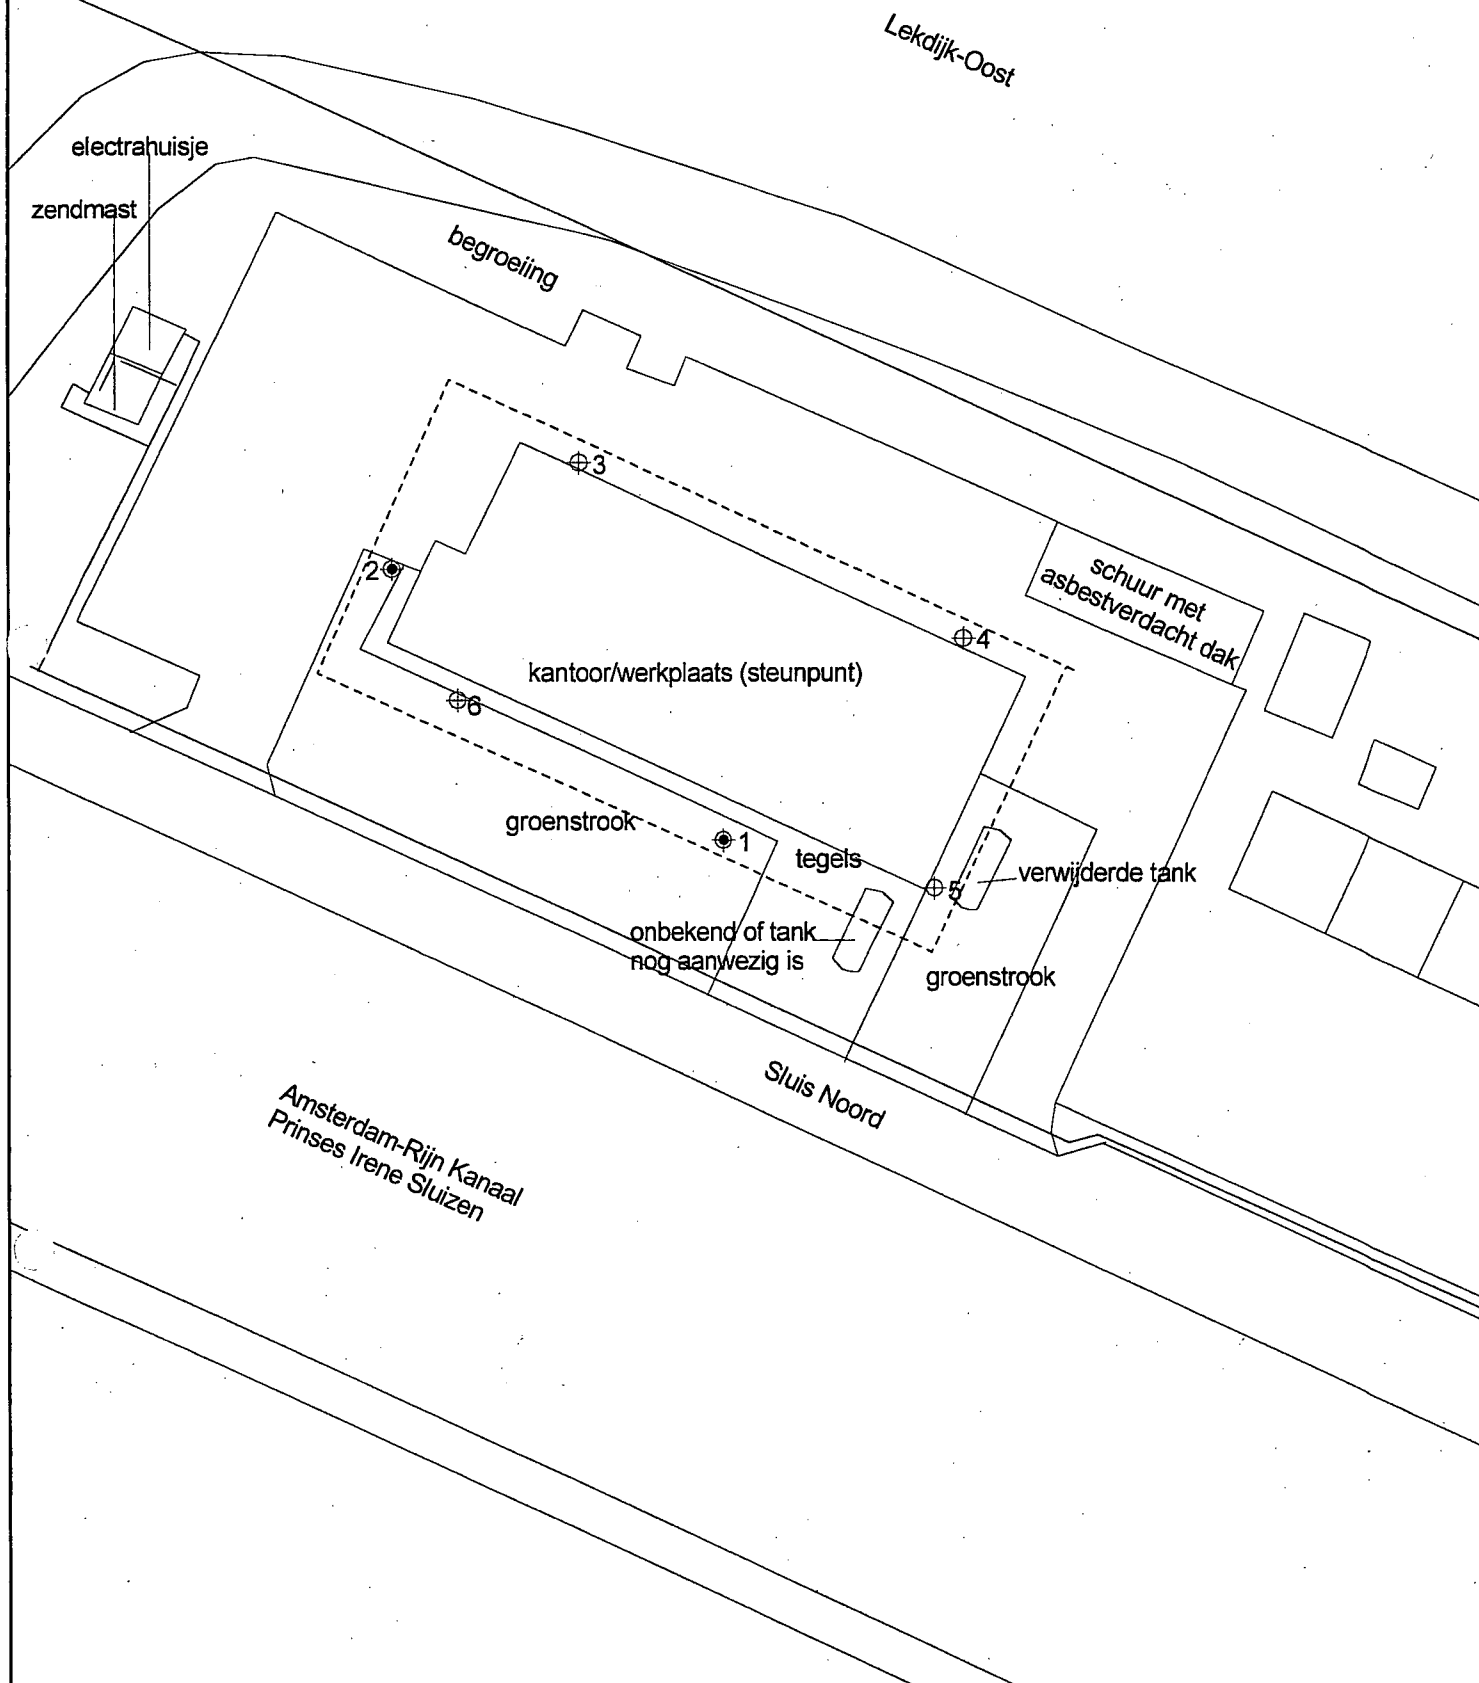 Lekdijk-Oost
electrahuisje
zendmast
begroeiing
3
schuur met
asbestverdacht dak
2
4
kantoor/werkplaats (steunpunt)
6
groenstrook
1
tegels
verwijderde tank
5
onbekend of tank
nog aanwezig is
groenstrook
Sluis Noord
Amsterdam-Rijn Kanaal
Prinses Irene Sluizen